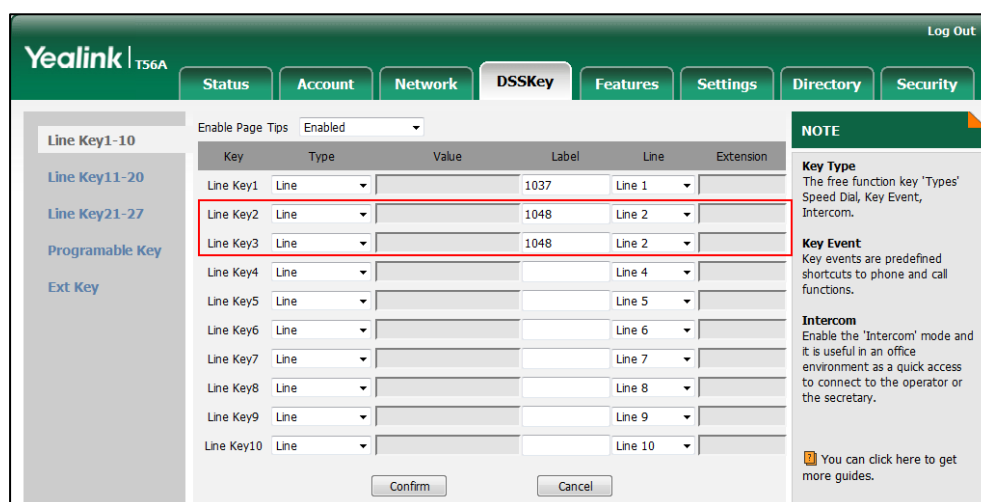 Log Out
Yealink T56A
Status Account Network DSSKey Features Settings Directory Security
Line Key1-10
Line Key11-20
Line Key21-27
Programable Key
Ext Key
Enable Page Tips Enabled
Key Type Value Label Line Extension
Line Key1 Line 1037 Line 1
Line Key2 Line 1048 Line 2
Line Key3 Line 1048 Line 2
Line Key4 Line Line 4
Line Key5 Line Line 5
Line Key6 Line Line 6
Line Key7 Line Line 7
Line Key8 Line Line 8
Line Key9 Line Line 9
Line Key10 Line Line 10
Confirm Cancel
NOTE
Key Type
The free function key 'Types'
Speed Dial, Key Event,
Intercom.
Key Event
Key events are predefined
shortcuts to phone and call
functions.
Intercom
Enable the 'Intercom' mode and
it is useful in an office
environment as a quick access
to connect to the operator or
the secretary.
You can click here to get
more guides.